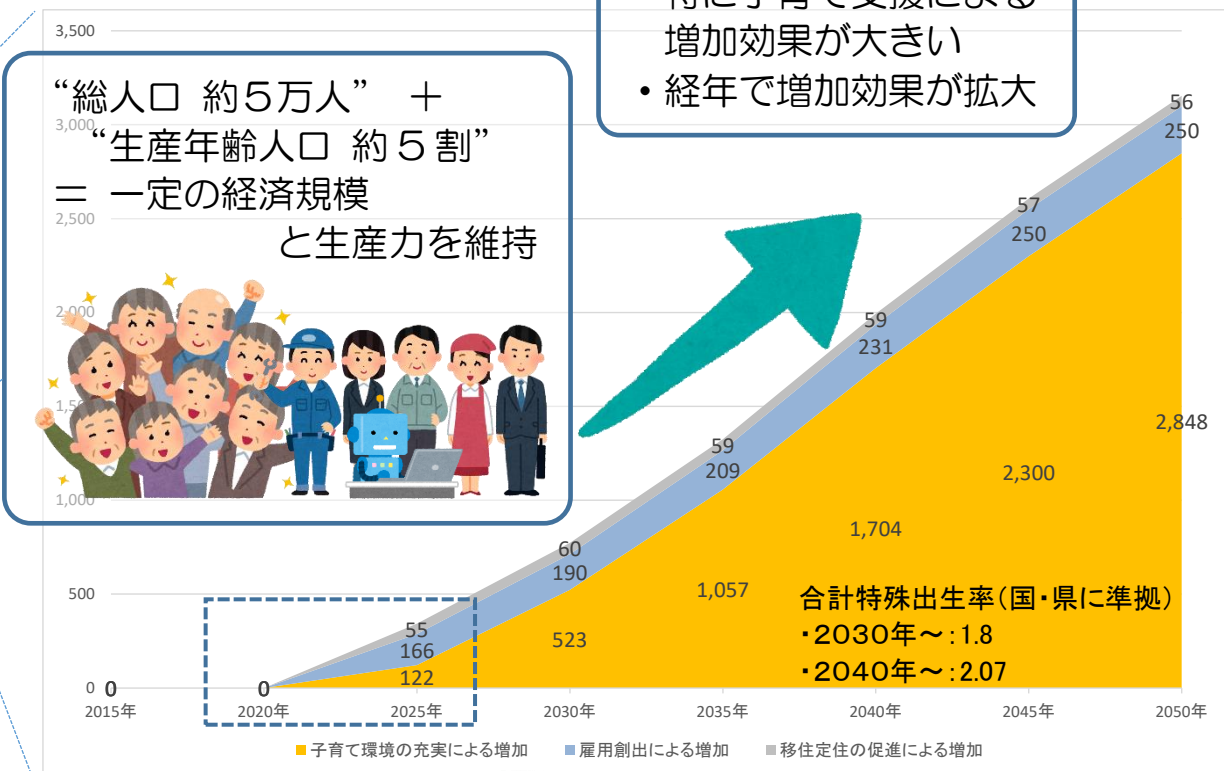 増加効果が大きい
・経年で増加効果が拡大
“総人口 約5万人” ＋
“生産年齢人口 約5割”
＝ 一定の経済規模
と生産力を維持
3,500
3,000
2,500
2,000
1,000
500
0
0
0
55
166
122
60
190
523
59
209
1,057
59
231
1,704
57
250
2,300
56
250
2,848
合計特殊出生率（国・県に準拠）
・2030年～：1.8
・2040年～：2.07
2015年 2020年 2025年 2030年 2035年 2040年 2045年 2050年
■子育て環境の充実による増加 ■雇用創出による増加 ■移住定住の促進による増加